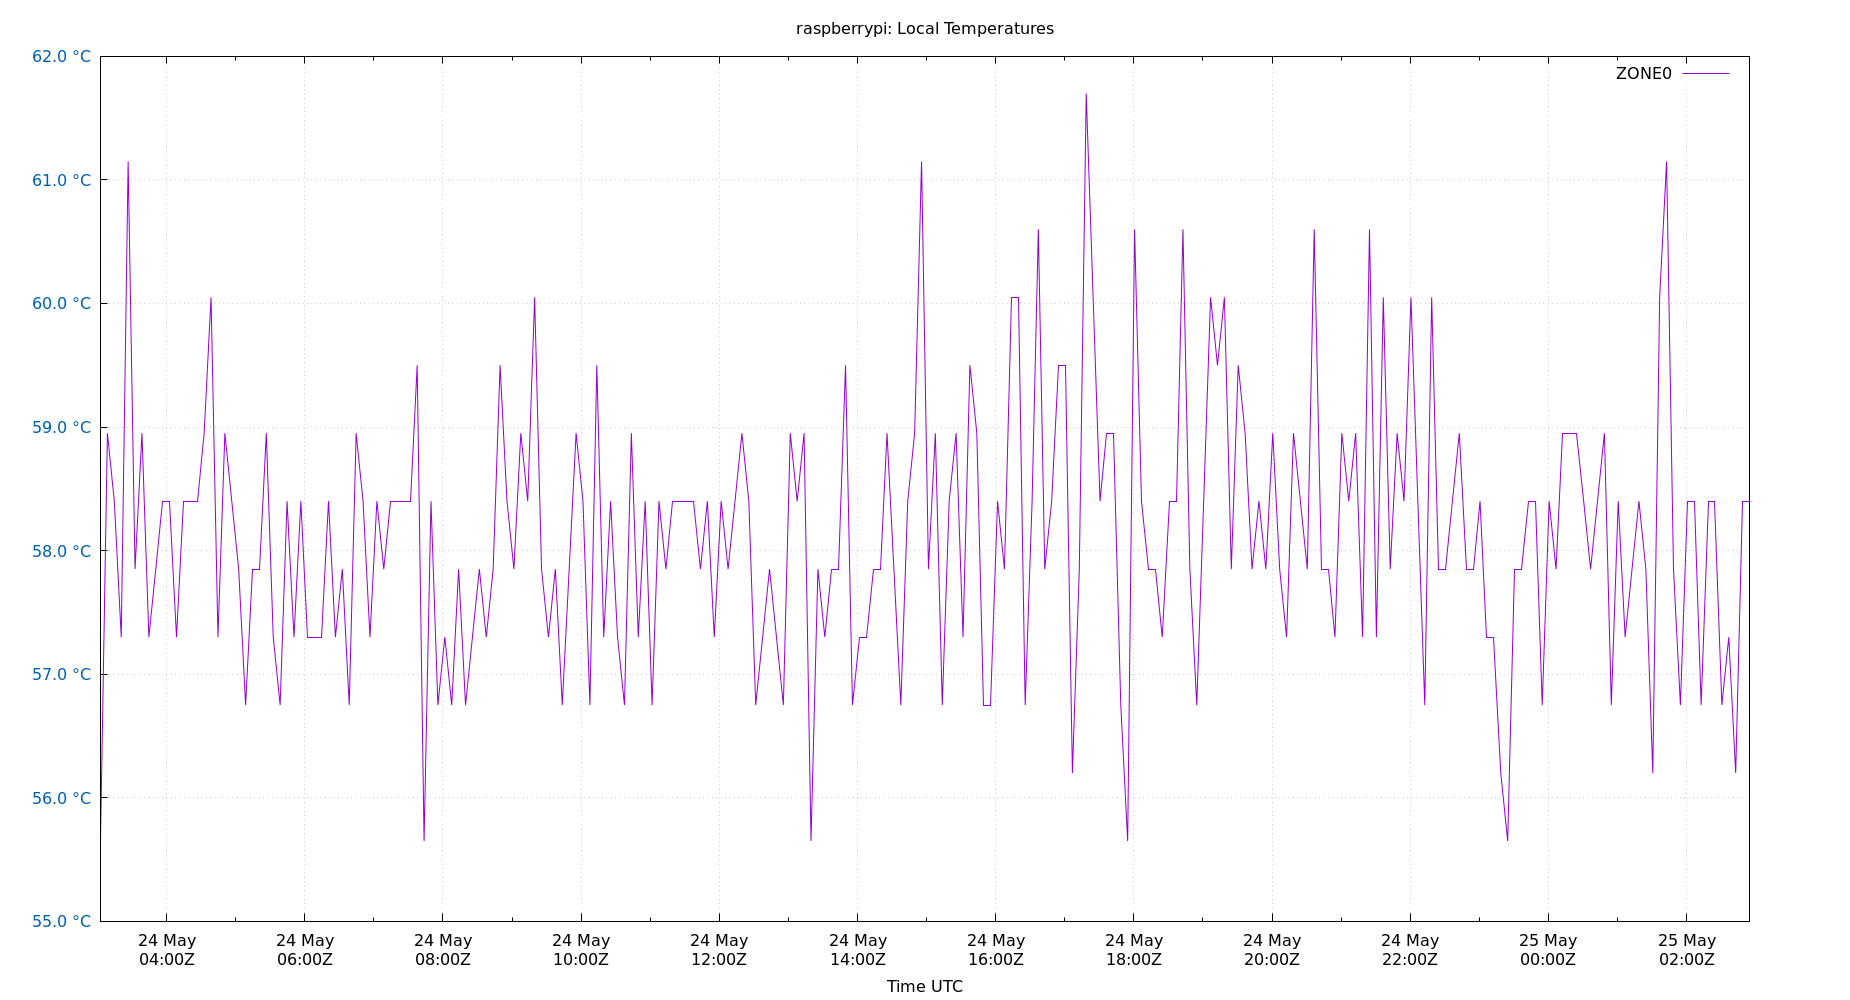 raspberrypi: Local Temperatures
62.0 °C
ZONE0
61.0 °C
60.0 °C
59.0 °C
58.0 °C
57.0 °C
56.0 °C
55.0 °C
24 May 24 May 24 May 24 May 24 May 24 May 24 May 24 May 24 May 24 May 25 May 25 May
04:00Z 06:00Z 08:00Z 10:00Z 12:00Z 14:00Z 16:00Z 18:00Z 20:00Z 22:00Z 00:00Z 02:00Z
Time UTC